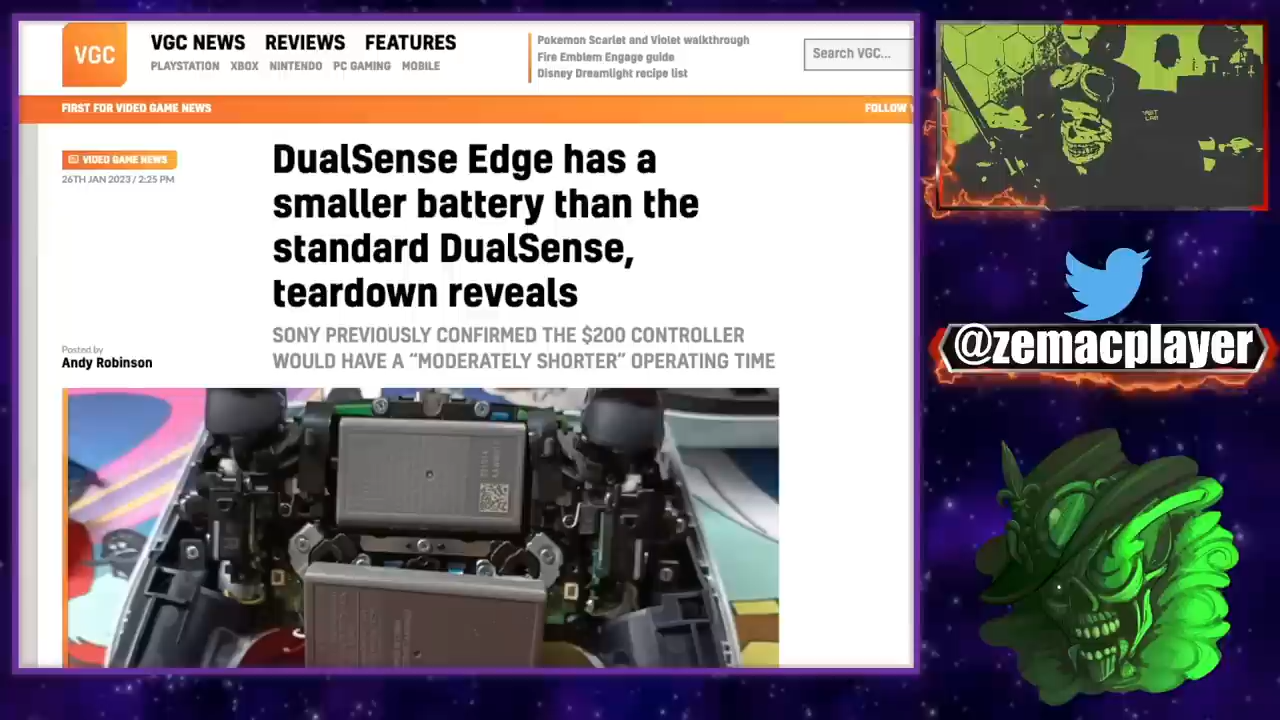 VGC
VGC NEWS REVIEWS FEATURES
PLAYSTATION XBOX NINTENDO PC GAMING MOBILE
Pokemon Scarlet and Violet walkthrough
Fire Emblem Engage guide
Disney Dreamlight recipe list
Search VGC...
FIRST FOR VIDEO GAME NEWS
FOLLOW
VIDEO GAME NEWS
26TH JAN 2023 / 2:25 PM
DualSense Edge has a
smaller battery than the
standard DualSense,
teardown reveals
SONY PREVIOUSLY CONFIRMED THE $200 CONTROLLER
WOULD HAVE A “MODERATELY SHORTER” OPERATING TIME
Posted by
Andy Robinson
@zemacplayer